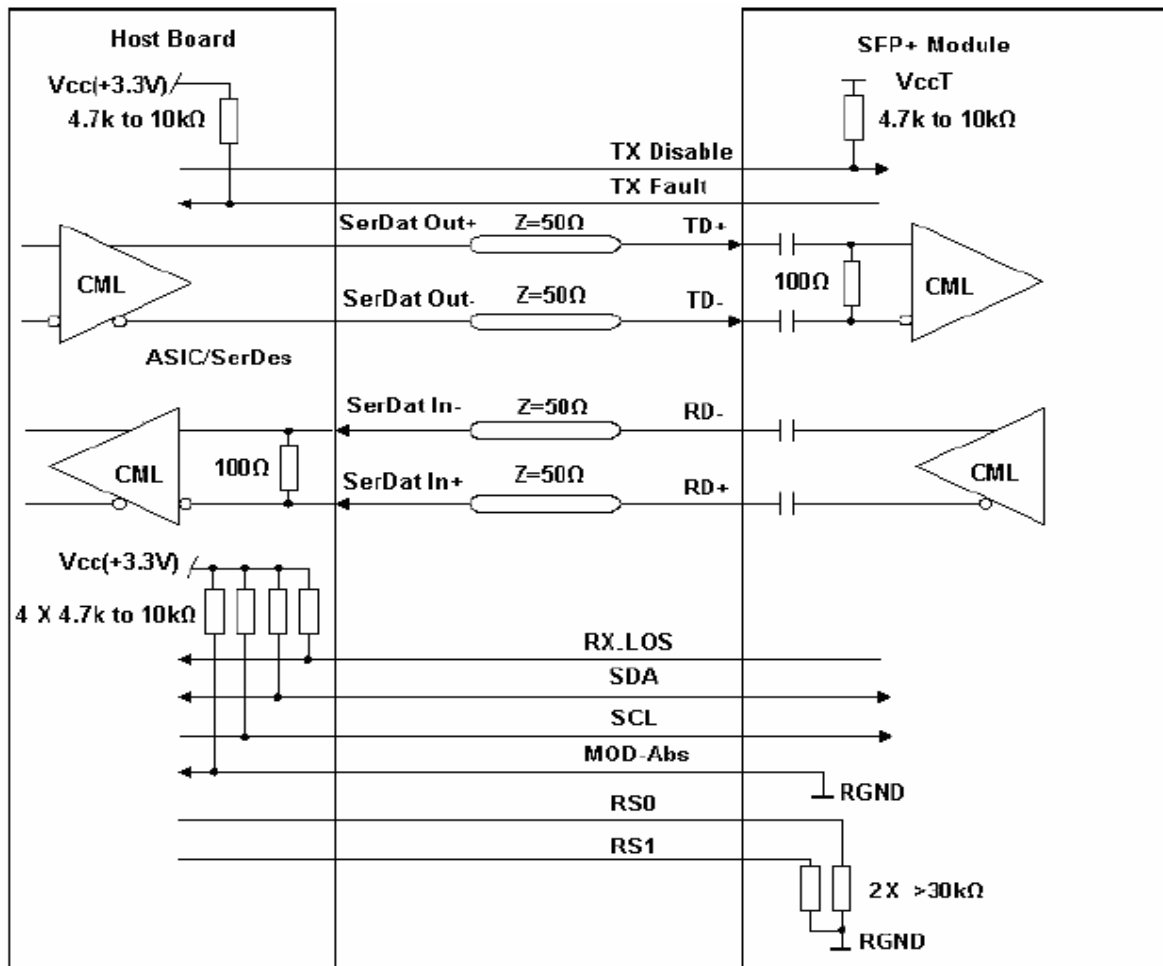 Host Board
SFP+ Module
Vcc(+3.3V)
VccT
4.7k to 10kΩ
4.7k to 10kΩ
TX Disable
TX Fault
SerDat Out+
Z=50Ω
TD+
CML
100Ω
CML
SerDat Out-
Z=50Ω
TD-
ASIC/SerDes
SerDat In-
Z=50Ω
RD-
CML
100Ω
CML
SerDat In+
Z=50Ω
RD+
Vcc(+3.3V)
4 X 4.7k to 10kΩ
RX_LOS
SDA
SCL
MOD-Abs
RGND
RS0
RS1
2X >30kΩ
RGND